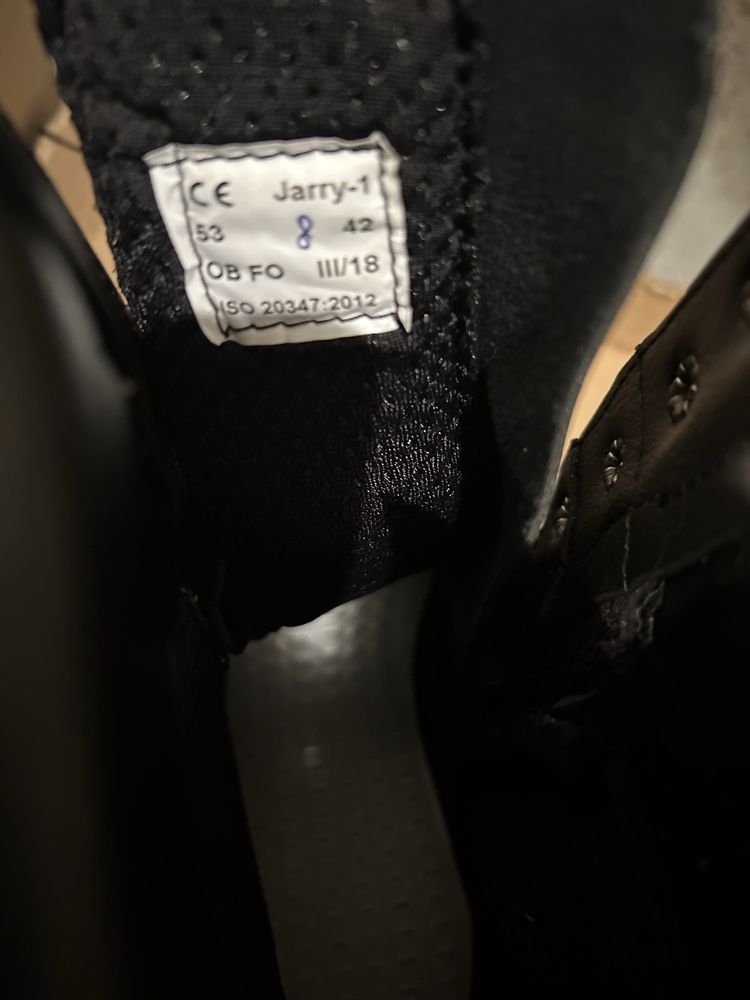 CE Jarry-1
53 8 42
OB FO III/18
ISO 20347:2012